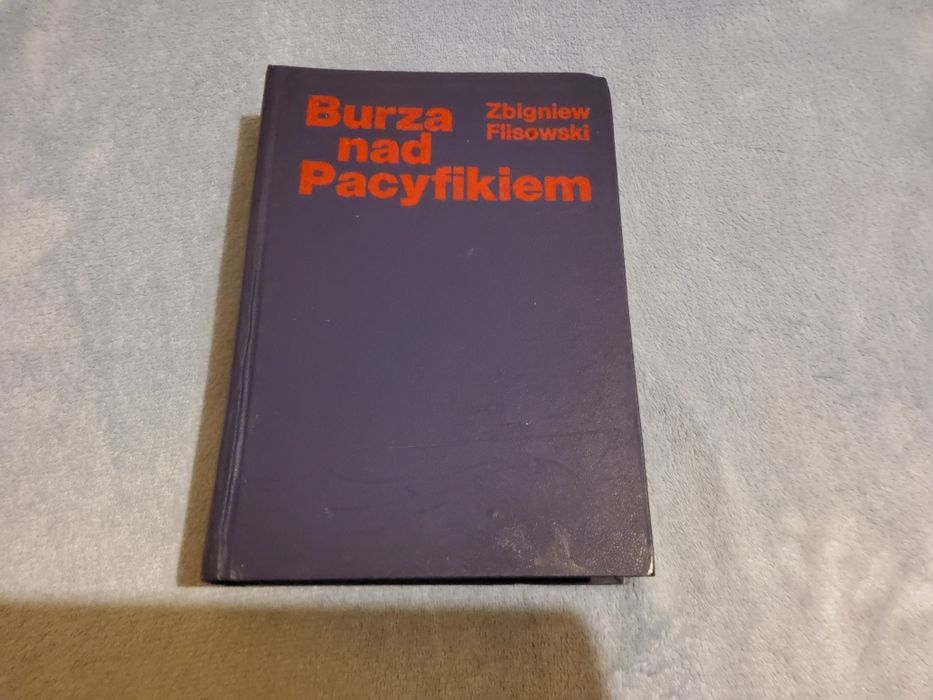 Burza
nad
Pacyfikiem
Zbigniew
Flisowski